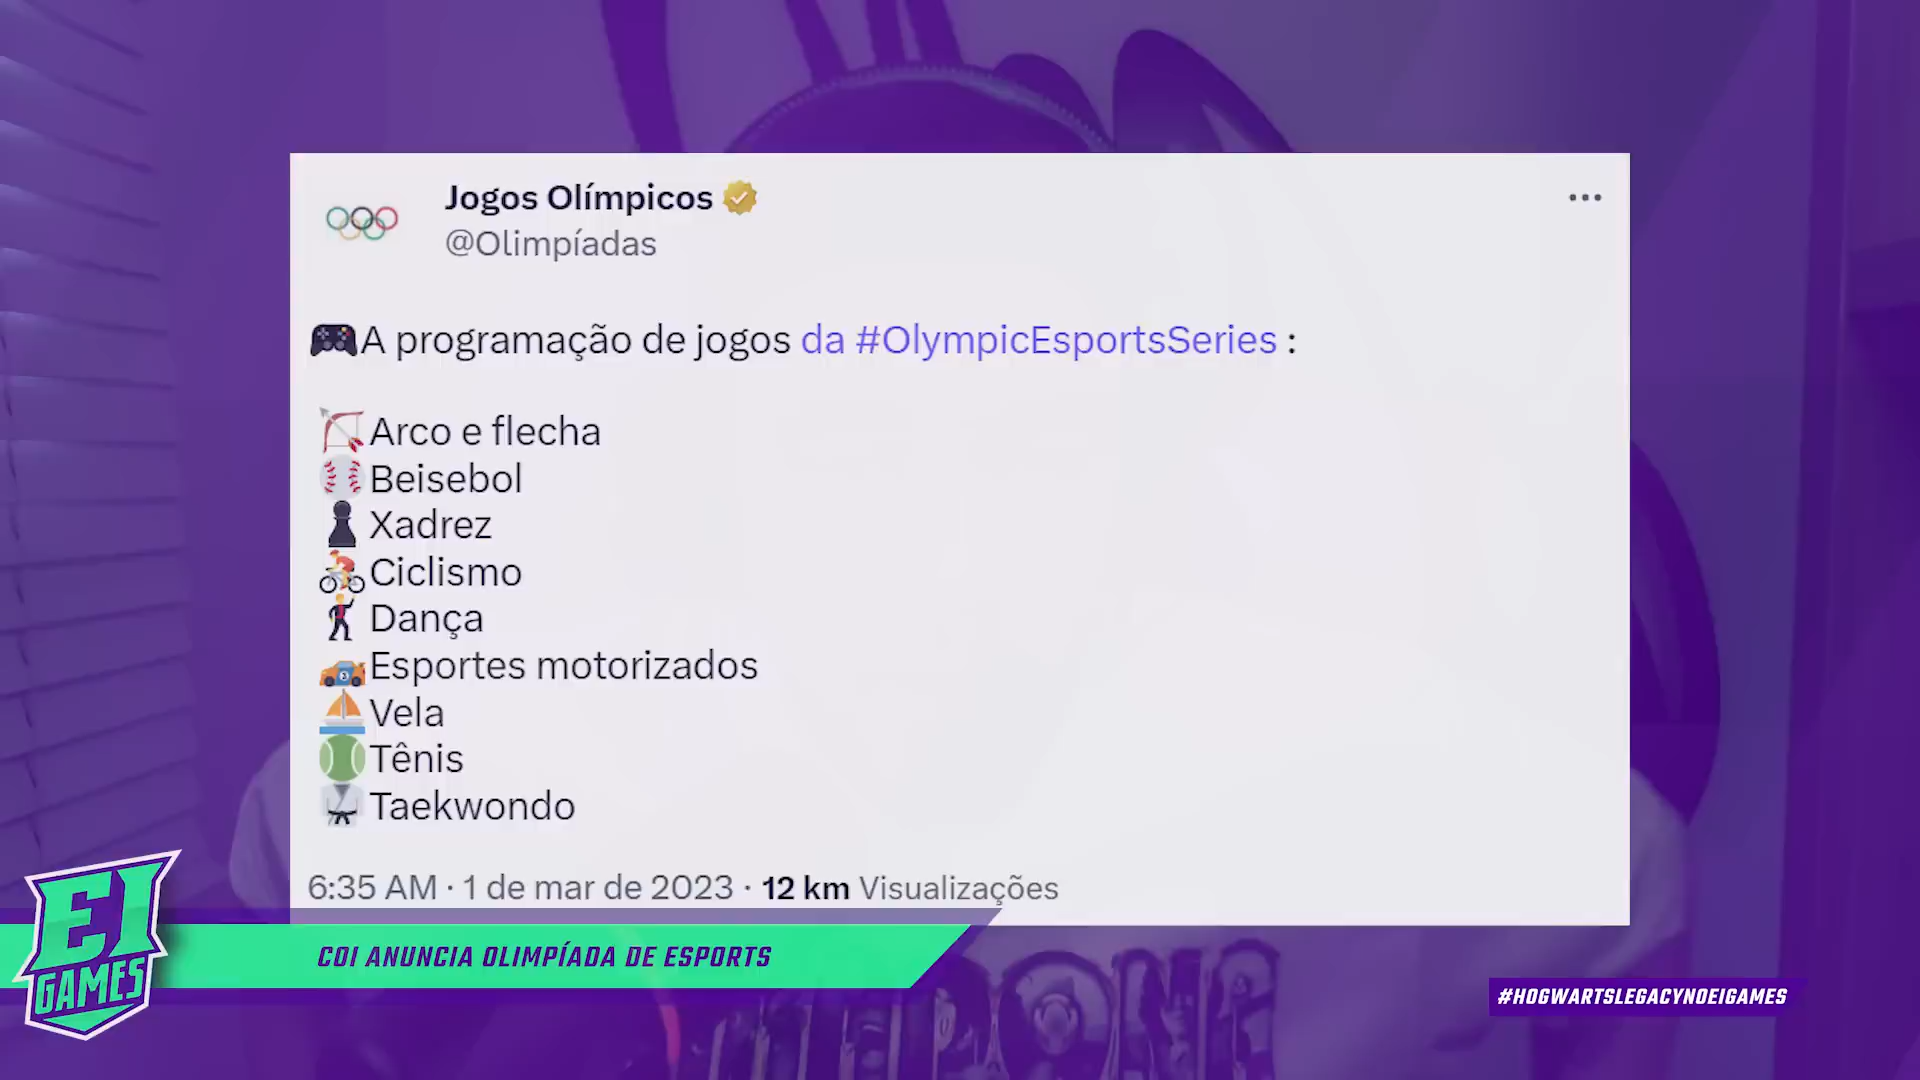 Jogos Olímpicos
@Olimpíadas
A programação de jogos da #OlympicEsportsSeries :
Arco e flecha
Beisebol
Xadrez
Ciclismo
Dança
Esportes motorizados
Vela
Tênis
Taekwondo
6:35 AM · 1 de mar de 2023 · 12 km Visualizações
EI
GAMES
COI ANUNCIA OLIMPÍADA DE ESPORTS
#HOGWARTSLEGACYNOEIGAMES